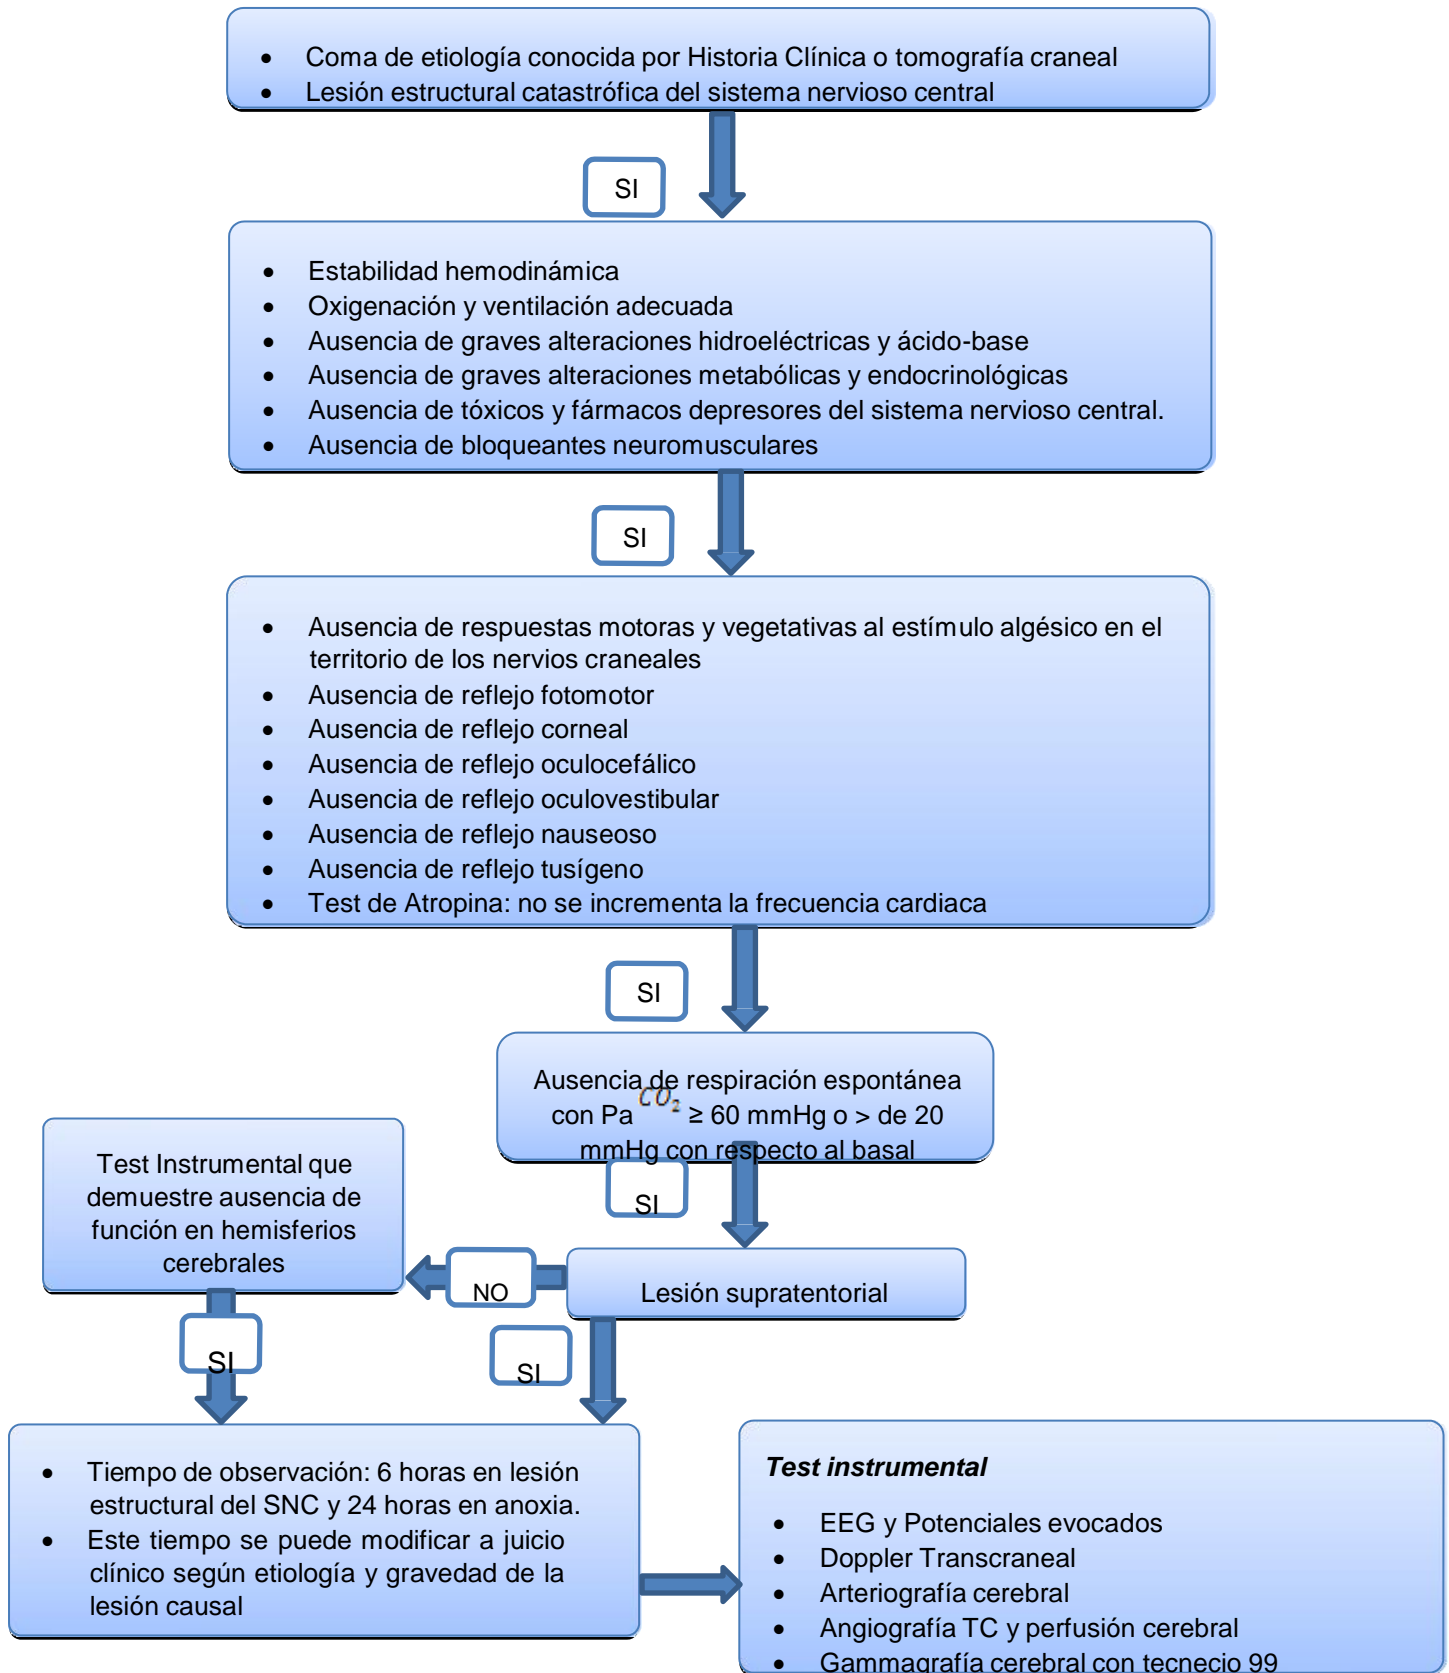 • Coma de etiología conocida por Historia Clínica o tomografía craneal
• Lesión estructural catastrófica del sistema nervioso central
SI
• Estabilidad hemodinámica
• Oxigenación y ventilación adecuada
• Ausencia de graves alteraciones hidroeléctricas y ácido-base
• Ausencia de graves alteraciones metabólicas y endocrinológicas
• Ausencia de tóxicos y fármacos depresores del sistema nervioso central.
• Ausencia de bloqueantes neuromusculares
SI
• Ausencia de respuestas motoras y vegetativas al estímulo algésico en el
territorio de los nervios craneales
• Ausencia de reflejo fotomotor
• Ausencia de reflejo corneal
• Ausencia de reflejo oculocefálico
• Ausencia de reflejo oculovestibular
• Ausencia de reflejo nauseoso
• Ausencia de reflejo tusígeno
• Test de Atropina: no se incrementa la frecuencia cardiaca
SI
Ausencia de respiración espontánea
con Pa CO₂ ≥ 60 mmHg o > de 20
mmHg con respecto al basal
SI
Lesión supratentorial
NO
Test Instrumental que
demuestre ausencia de
función en hemisferios
cerebrales
SI
SI
• Tiempo de observación: 6 horas en lesión
estructural del SNC y 24 horas en anoxia.
• Este tiempo se puede modificar a juicio
clínico según etiología y gravedad de la
lesión causal
Test instrumental
• EEG y Potenciales evocados
• Doppler Transcraneal
• Arteriografía cerebral
• Angiografía TC y perfusión cerebral
• Gammagrafía cerebral con tecnecio 99